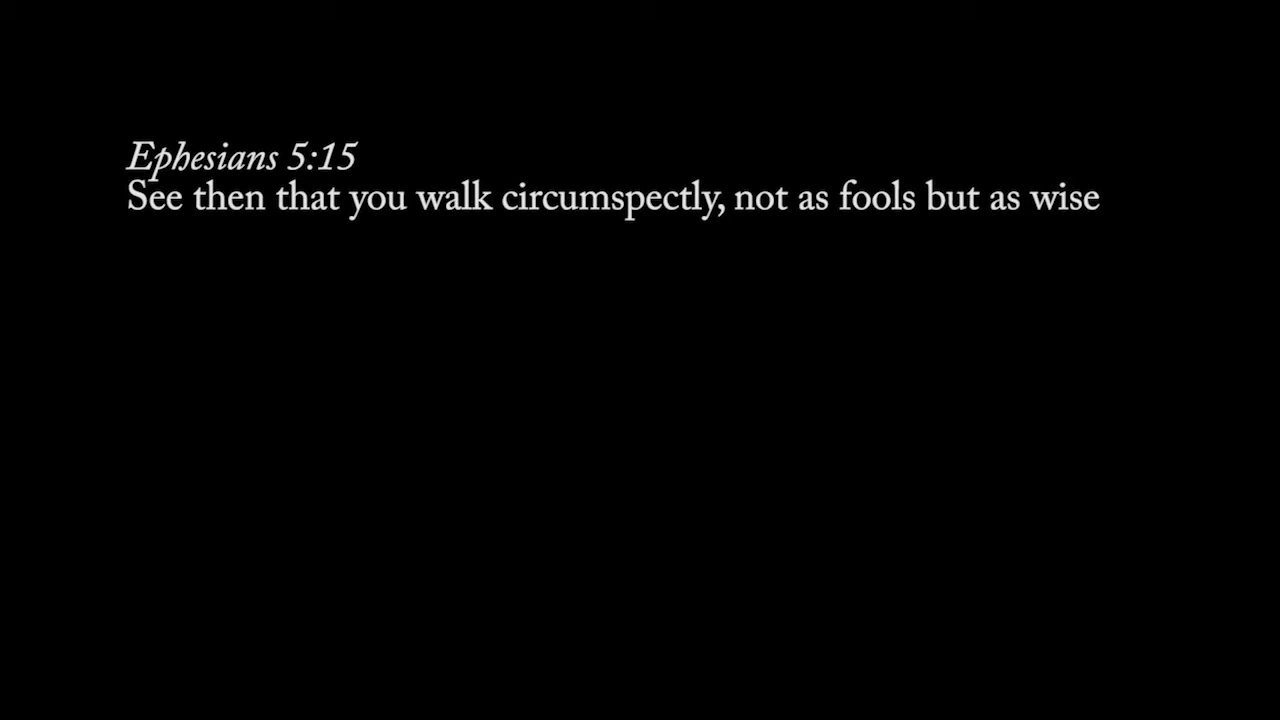 Ephesians 5:15
See then that you walk circumspectly, not as fools but as wise